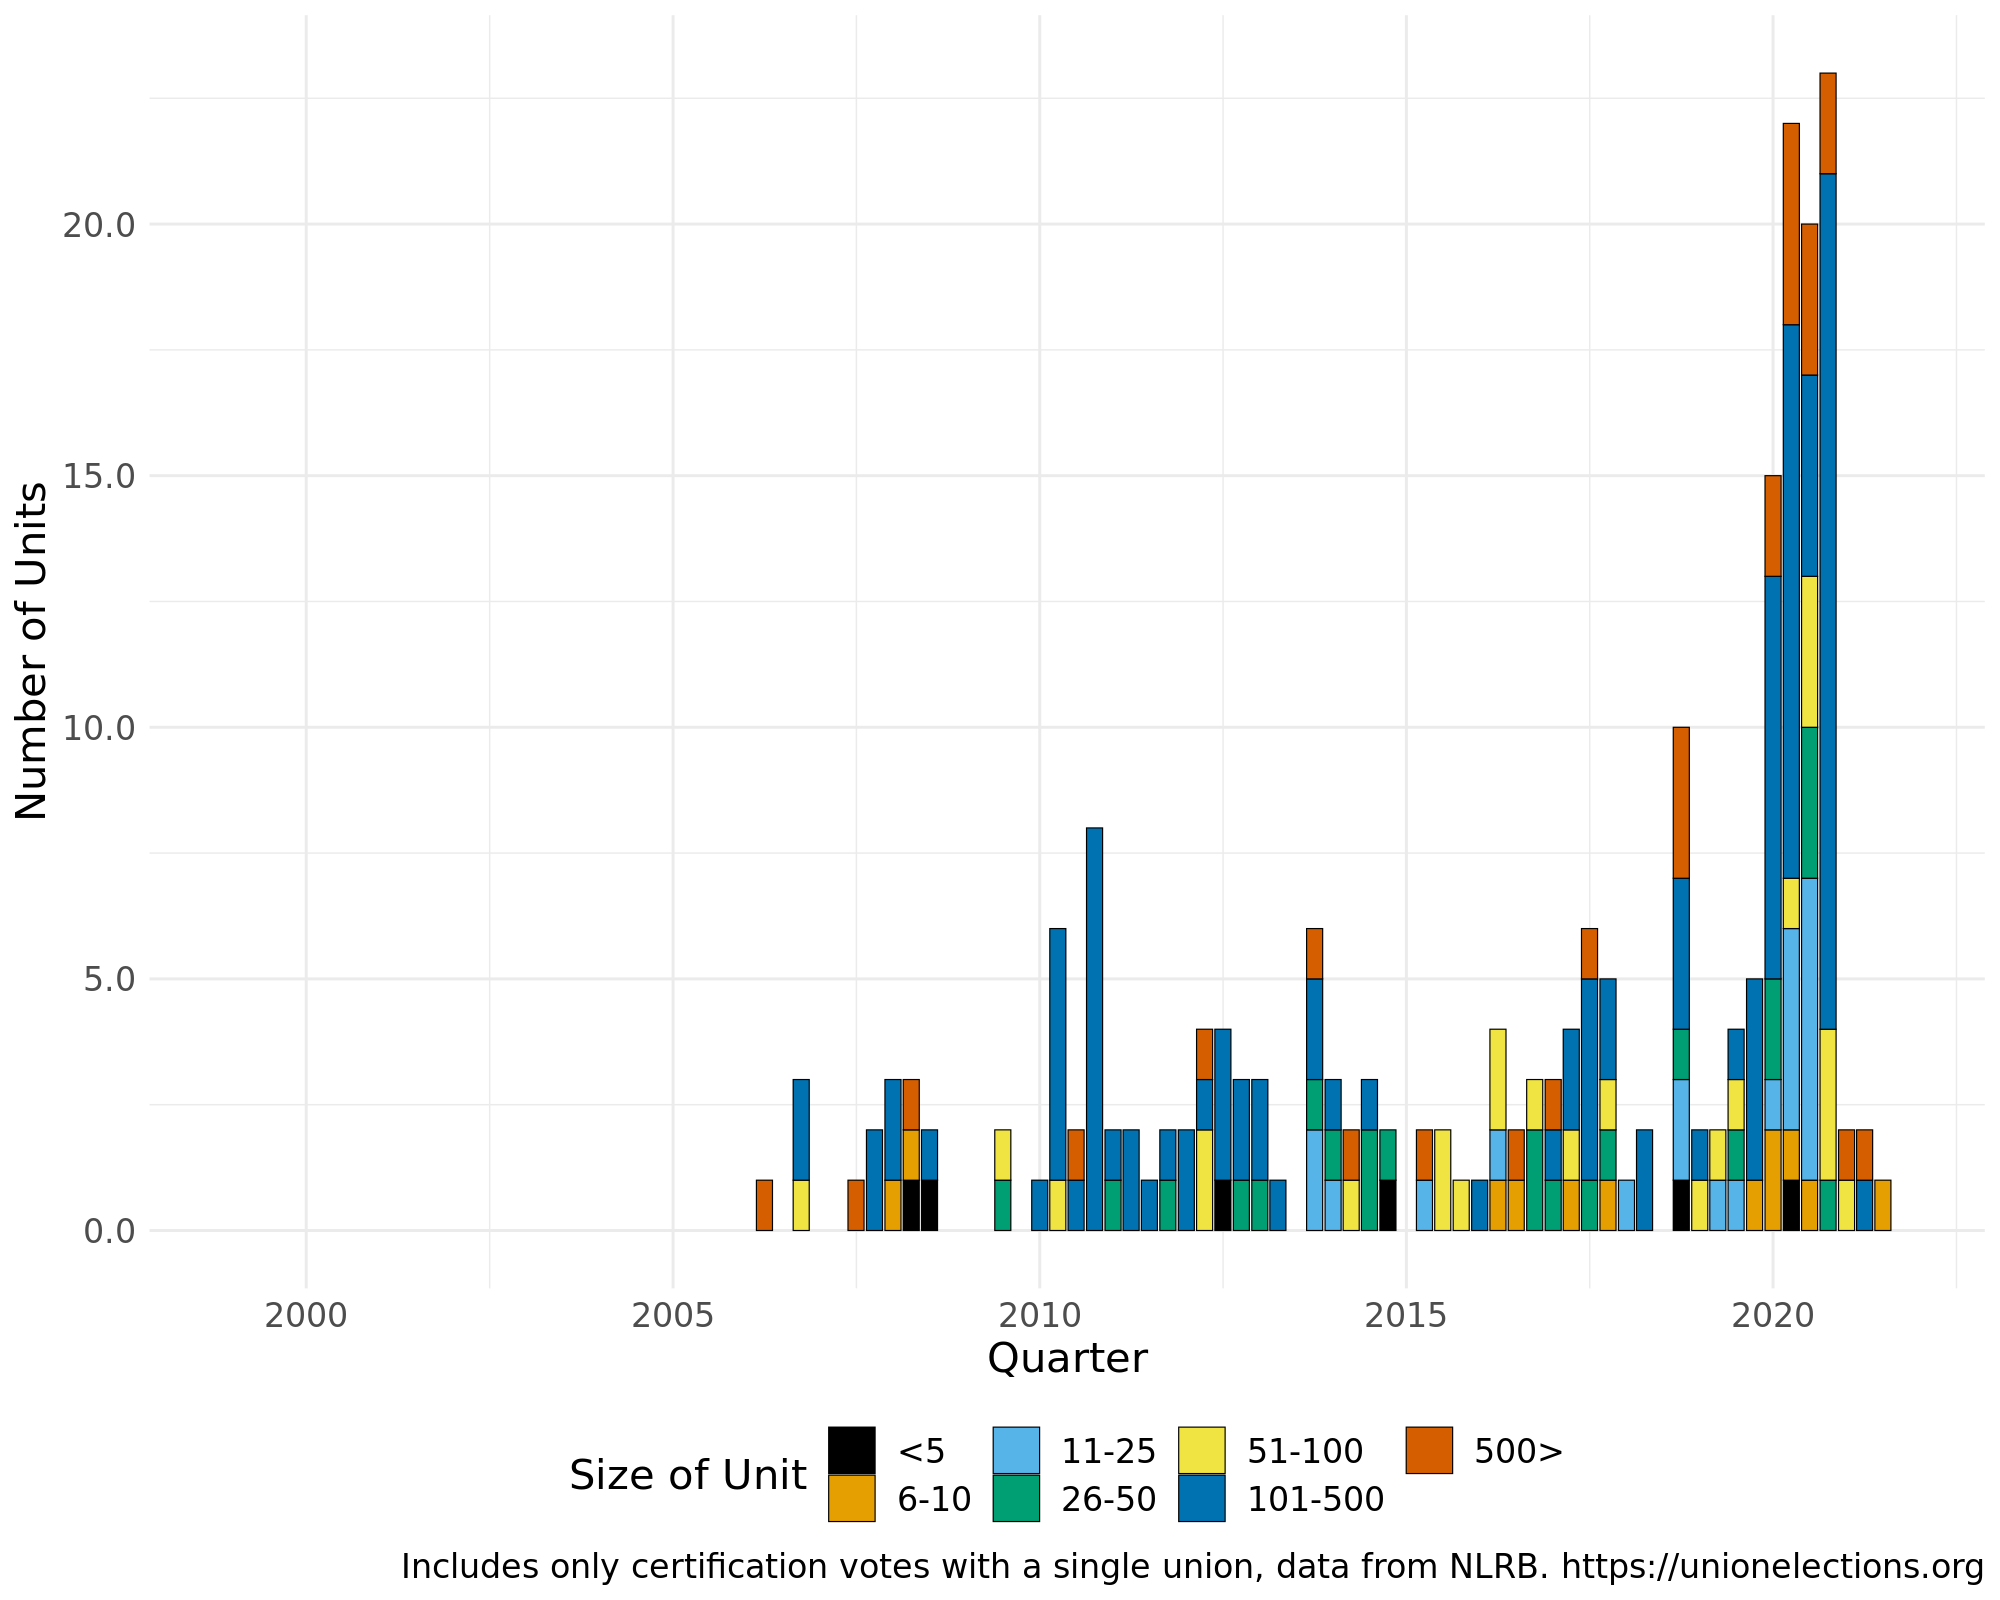 Number of Units
20.0
15.0
10.0
5.0
0.0
2000 2005 2010 2015 2020
Quarter
Size of Unit
<5 11-25 51-100 500>
6-10 26-50 101-500
Includes only certification votes with a single union, data from NLRB. https://unionelections.org